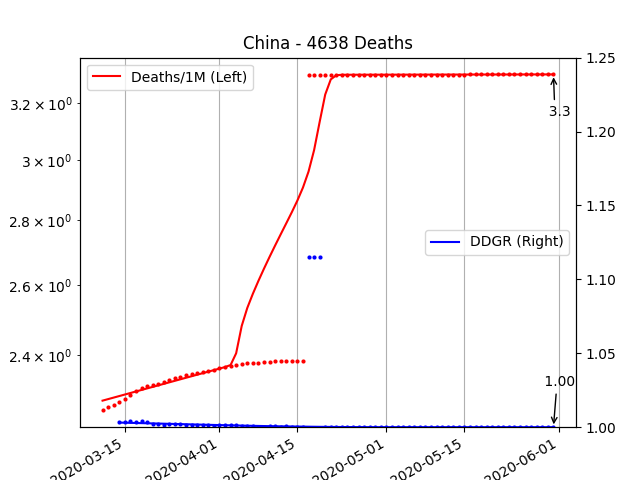 China - 4638 Deaths
Deaths/1M (Left)
DDGR (Right)
3.2 × 10⁰
3 × 10⁰
2.8 × 10⁰
2.6 × 10⁰
2.4 × 10⁰
1.25
1.20
1.15
1.10
1.05
1.00
3.3
1.00
2020-03-15
2020-04-01
2020-04-15
2020-05-01
2020-05-15
2020-06-01